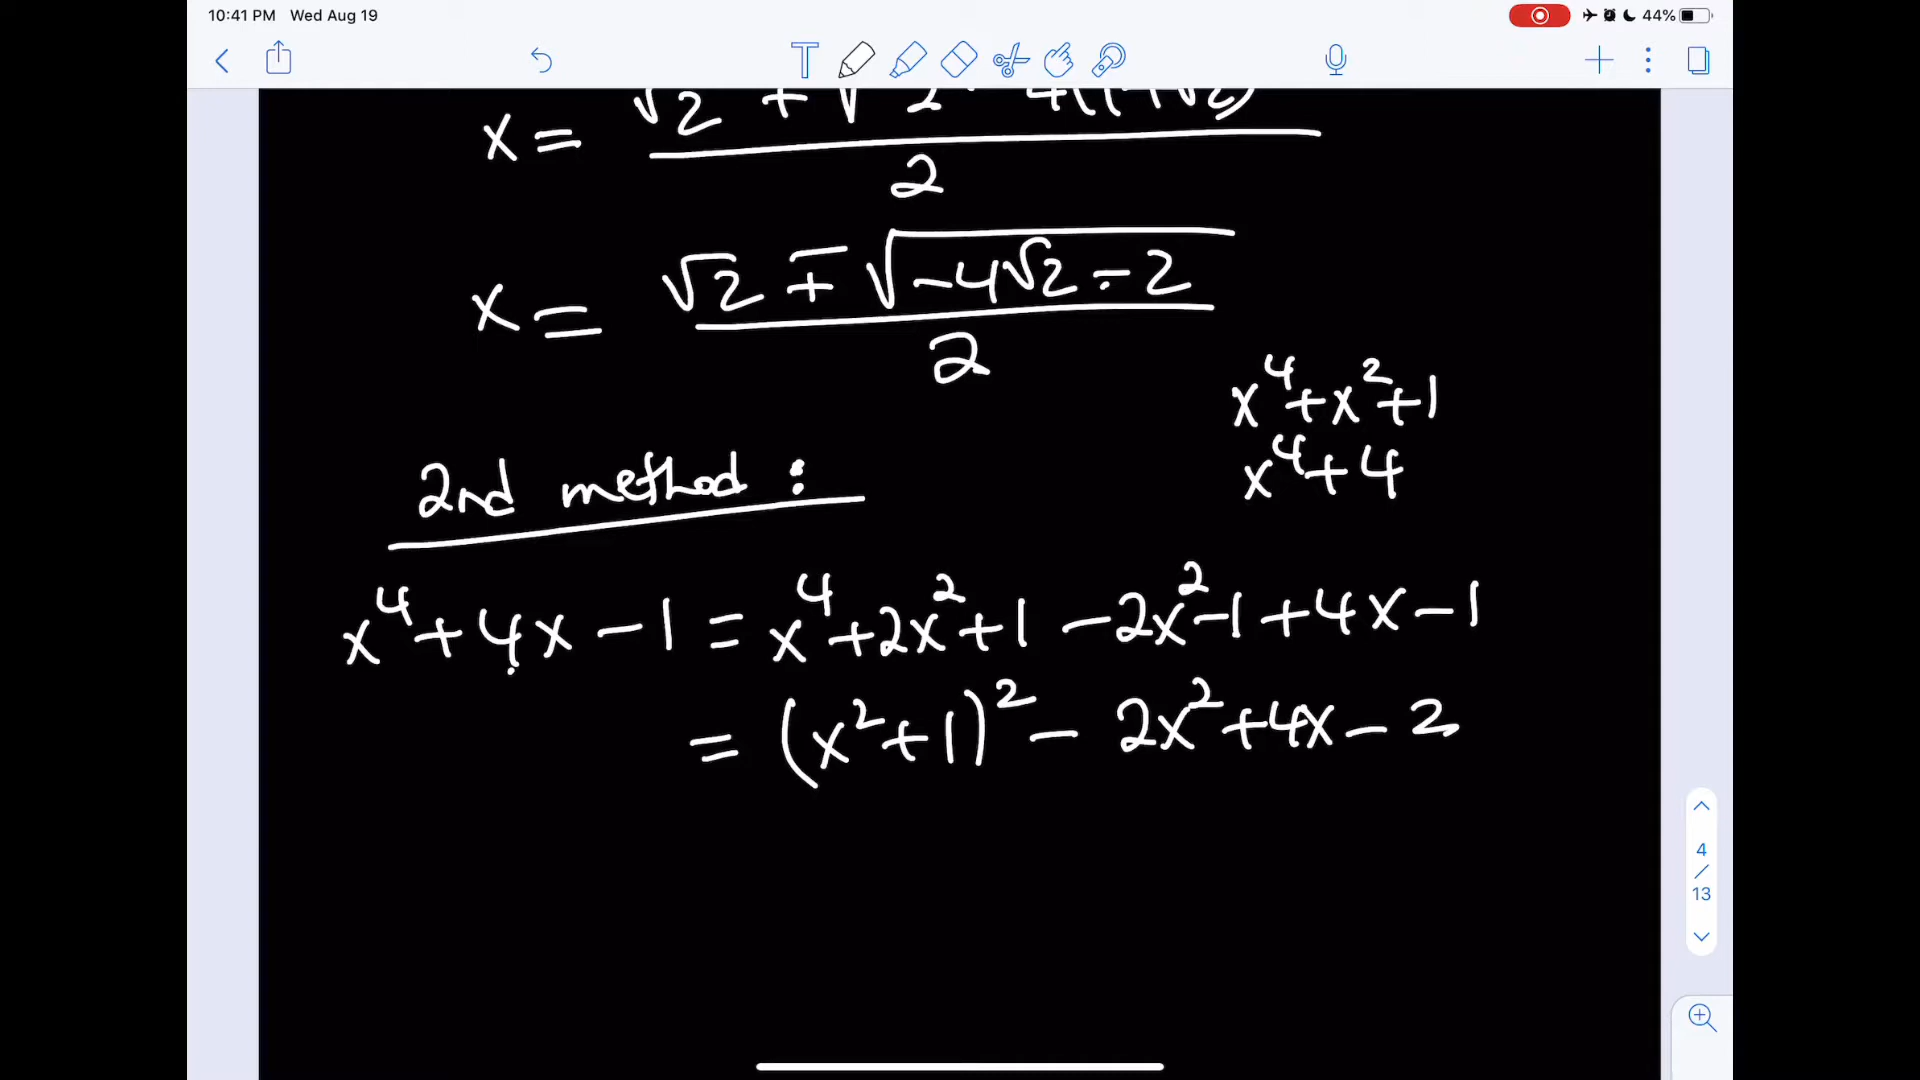 10:41 PM Wed Aug 19
44%
T
x =
2
x = √2 ∓ √-4√2 - 2
2
x⁴+x²+1
x⁴+4
2nd method :
x⁴+4x-1 = x⁴+2x²+1 -2x²-1+4x-1
= (x²+1)² - 2x²+4x-2
4
/
13